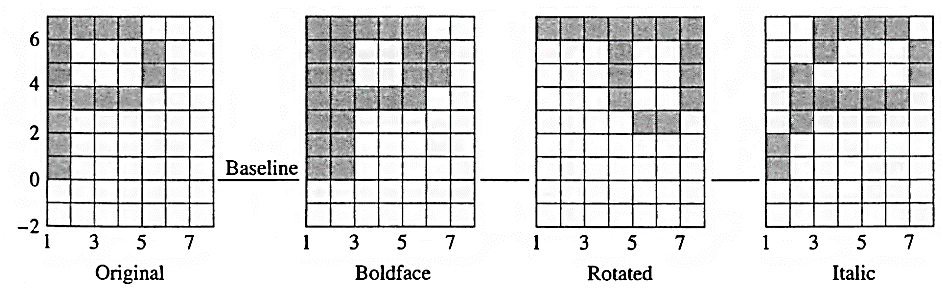 6
4
2
0
−2
Baseline
1 3 5 7
1 3 5 7
1 3 5 7
1 3 5 7
Original
Boldface
Rotated
Italic